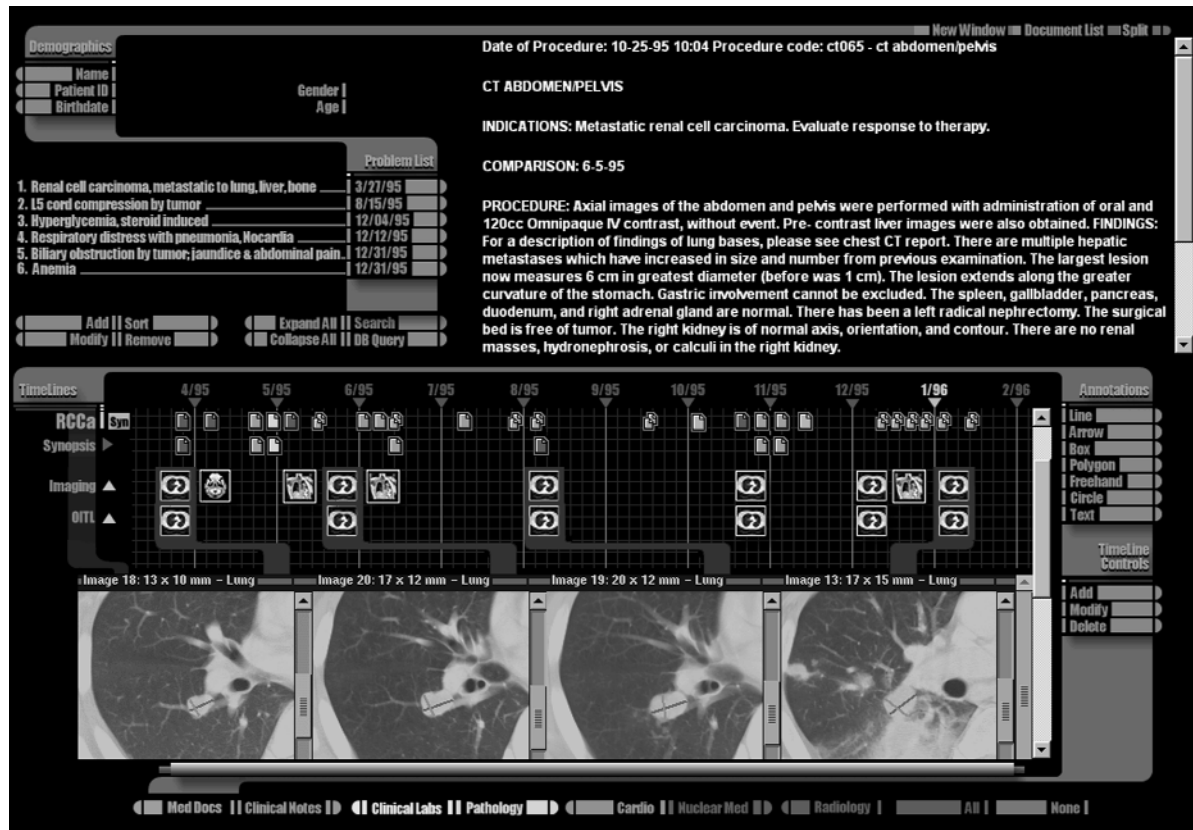 New Window Document List Split
Demographics
Name
Patient ID Gender
Birthdate Age
Problem List
1. Renal cell carcinoma, metastatic to lung, liver, bone 3/27/95
2. L5 cord compression by tumor 8/15/95
3. Hyperglycemia, steroid induced 12/04/95
4. Respiratory distress with pneumonia, Nocardia 12/12/95
5. Biliary obstruction by tumor; jaundice & abdominal pain. 12/31/95
6. Anemia 12/31/95
Add Sort Expand All Search
Modify Remove Collapse All DB Query
Date of Procedure: 10-25-95 10:04 Procedure code: ct065 - ct abdomen/pelvis
CT ABDOMEN/PELVIS
INDICATIONS: Metastatic renal cell carcinoma. Evaluate response to therapy.
COMPARISON: 6-5-95
PROCEDURE: Axial images of the abdomen and pelvis were performed with administration of oral and
120cc Omnipaque IV contrast, without event. Pre- contrast liver images were also obtained. FINDINGS:
For a description of findings of lung bases, please see chest CT report. There are multiple hepatic
metastases which have increased in size and number from previous examination. The largest lesion
now measures 6 cm in greatest diameter (before was 1 cm). The lesion extends along the greater
curvature of the stomach. Gastric involvement cannot be excluded. The spleen, gallbladder, pancreas,
duodenum, and right adrenal gland are normal. There has been a left radical nephrectomy. The surgical
bed is free of tumor. The right kidney is of normal axis, orientation, and contour. There are no renal
masses, hydronephrosis, or calculi in the right kidney.
TimeLines 4/95 5/95 6/95 7/95 8/95 9/95 10/95 11/95 12/95 1/96 2/96
RCCa Syn
Synopsis
Imaging
OITL
Annotations
Line
Arrow
Box
Polygon
Freehand
Circle
Text
TimeLine
Controls
Add
Modify
Delete
Image 18: 13 x 10 mm – Lung Image 20: 17 x 12 mm – Lung Image 19: 20 x 12 mm – Lung Image 13: 17 x 15 mm – Lung
Med Docs Clinical Notes Clinical Labs Pathology Cardio Nuclear Med Radiology All None